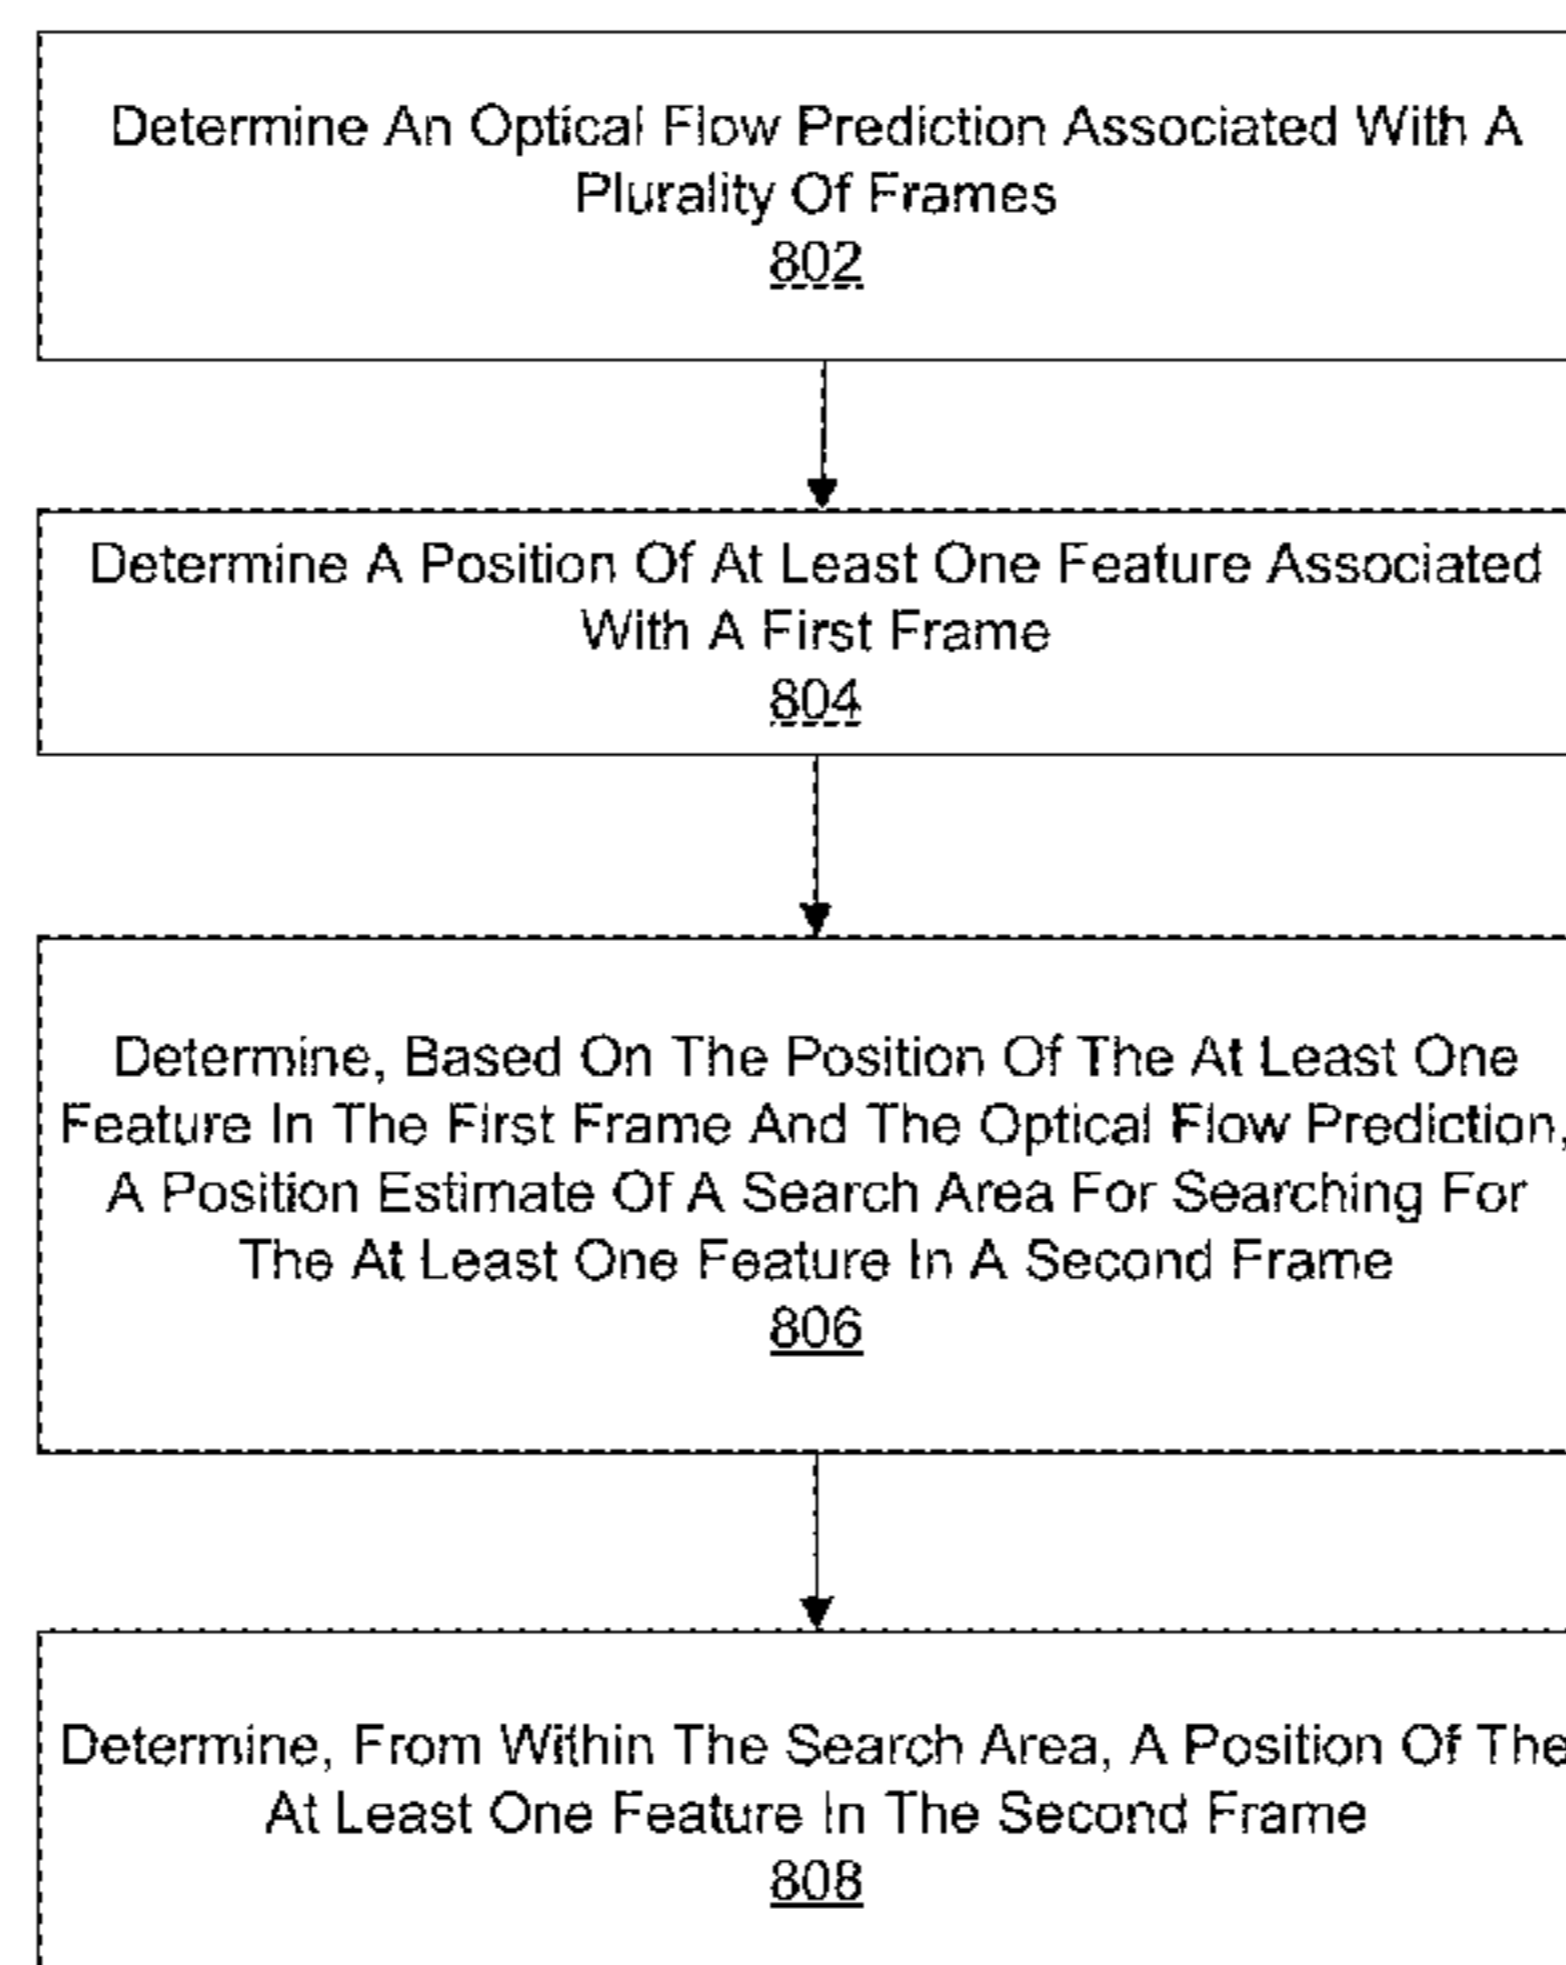 Determine An Optical Flow Prediction Associated With A
Plurality Of Frames
802
Determine A Position Of At Least One Feature Associated
With A First Frame
804
Determine, Based On The Position Of The At Least One
Feature In The First Frame And The Optical Flow Prediction,
A Position Estimate Of A Search Area For Searching For
The At Least One Feature In A Second Frame
806
Determine, From Within The Search Area, A Position Of The
At Least One Feature In The Second Frame
808